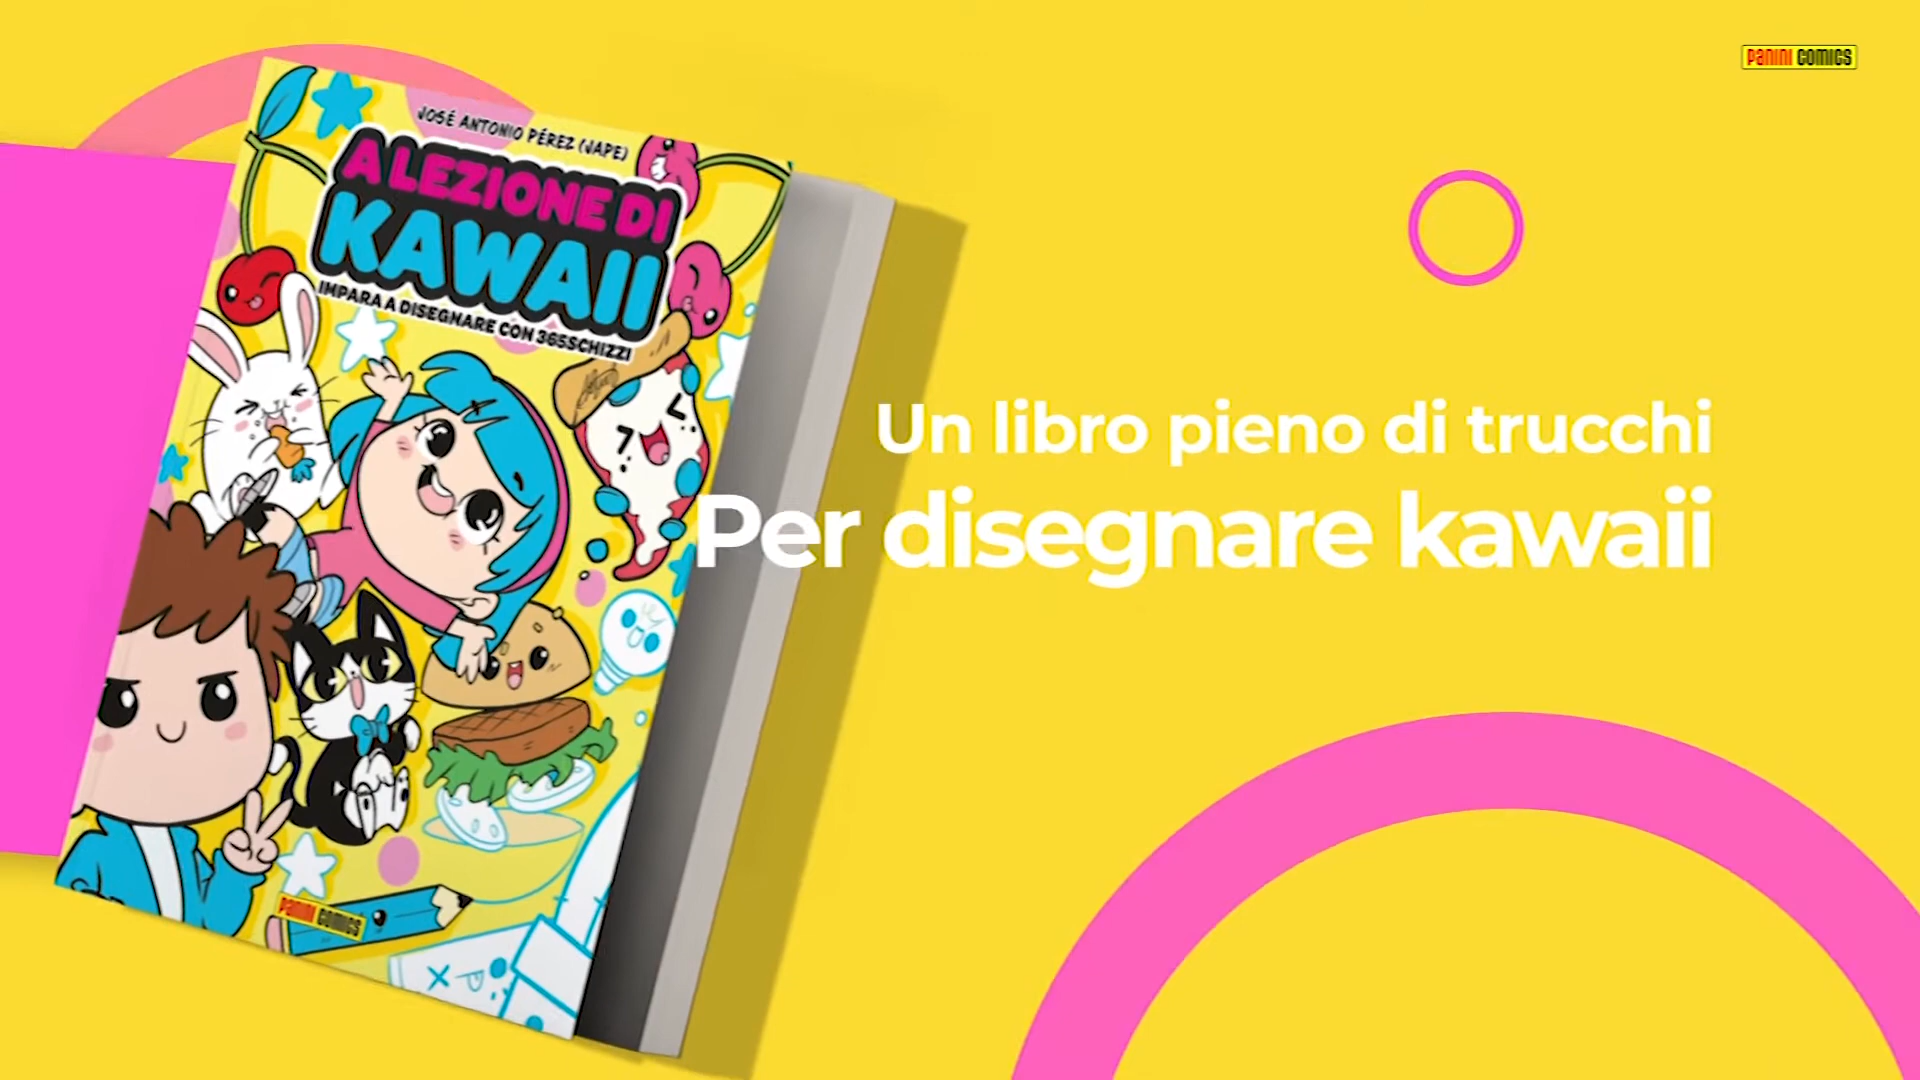 PANINI COMICS
JOSÉ ANTONIO PÉREZ (JAPE)
A LEZIONE DI
KAWAII
IMPARA A DISEGNARE CON 365SCHIZZI
Un libro pieno di trucchi
Per disegnare kawaii
PANINI COMICS